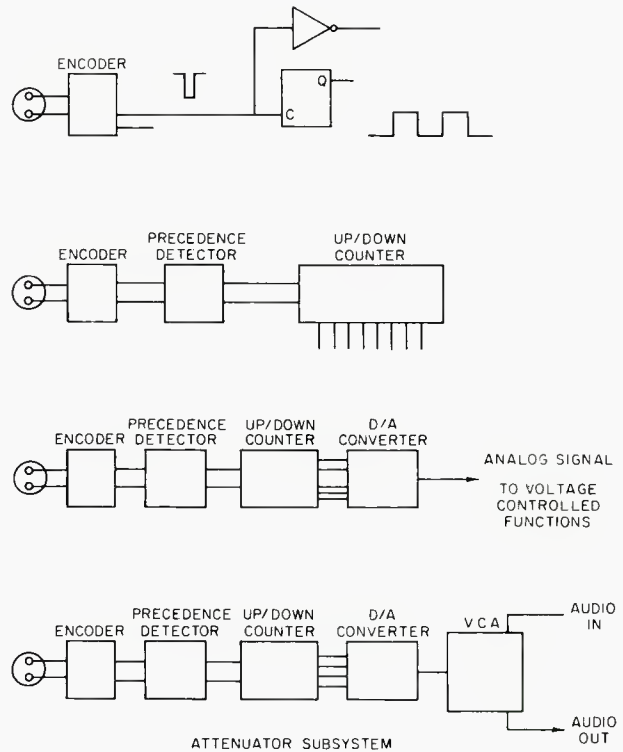 ENCODER
Q
C
PRECEDENCE
DETECTOR
ENCODER
UP/DOWN
COUNTER
ENCODER
PRECEDENCE
DETECTOR
UP/DOWN
COUNTER
D/A
CONVERTER
ANALOG SIGNAL
TO VOLTAGE
CONTROLLED
FUNCTIONS
ENCODER
PRECEDENCE
DETECTOR
UP/DOWN
COUNTER
D/A
CONVERTER
VCA
AUDIO
IN
AUDIO
OUT
ATTENUATOR SUBSYSTEM